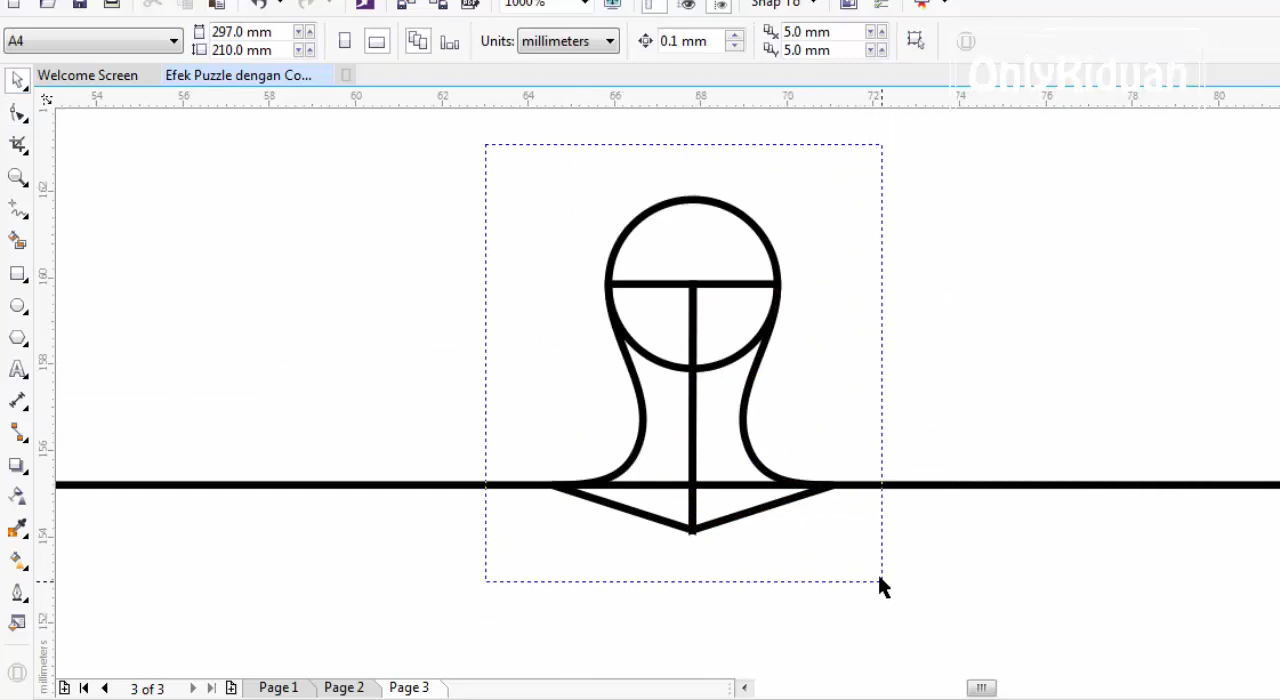 1000%
Snap To
A4
297.0 mm
210.0 mm
Units:
millimeters
0.1 mm
5.0 mm
5.0 mm
Welcome Screen
Efek Puzzle dengan Co...
OnlyRiduan
54 56 58 60 62 64 66 68 70 72 74 76 78 80
162
160
158
156
154
152
millimeters
3 of 3
Page 1
Page 2
Page 3